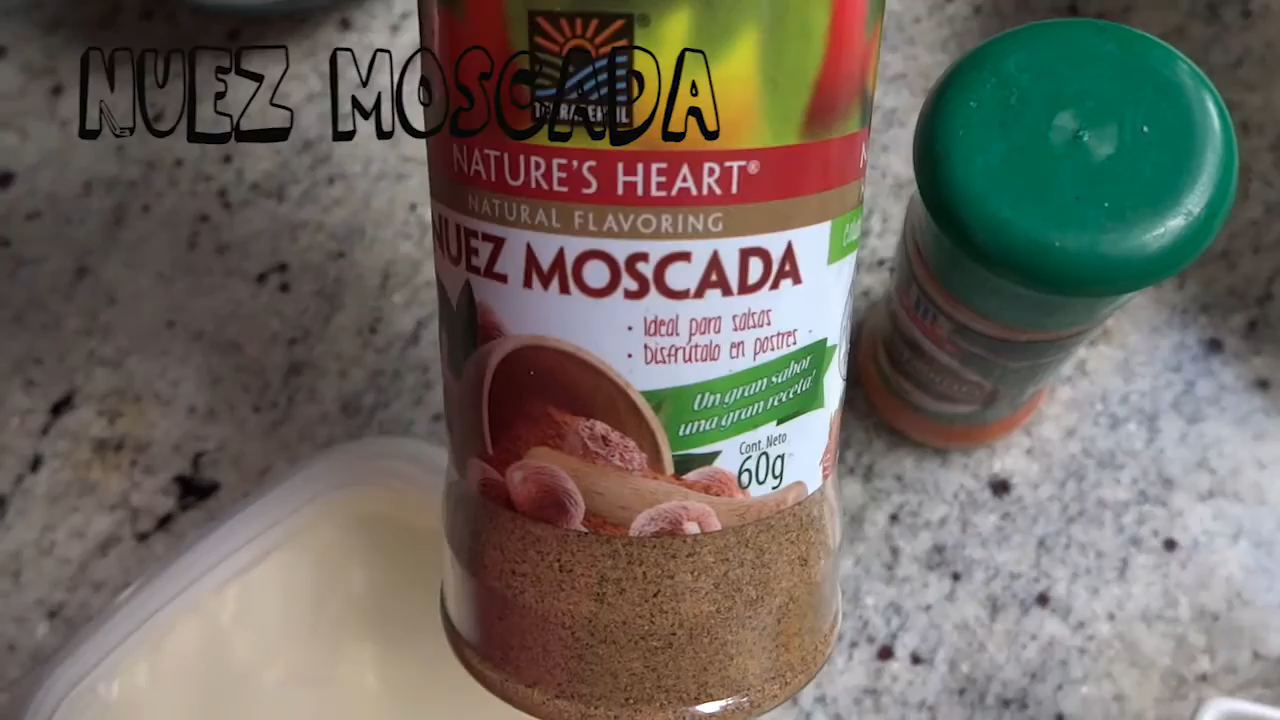 NUEZ MOSCADA
TERRAFERTIL
NATURE'S HEART®
NATURAL FLAVORING
NUEZ MOSCADA
· Ideal para salsas
· Disfrútalo en postres
Un gran sabor
una gran receta!
Cont. Neto
60g